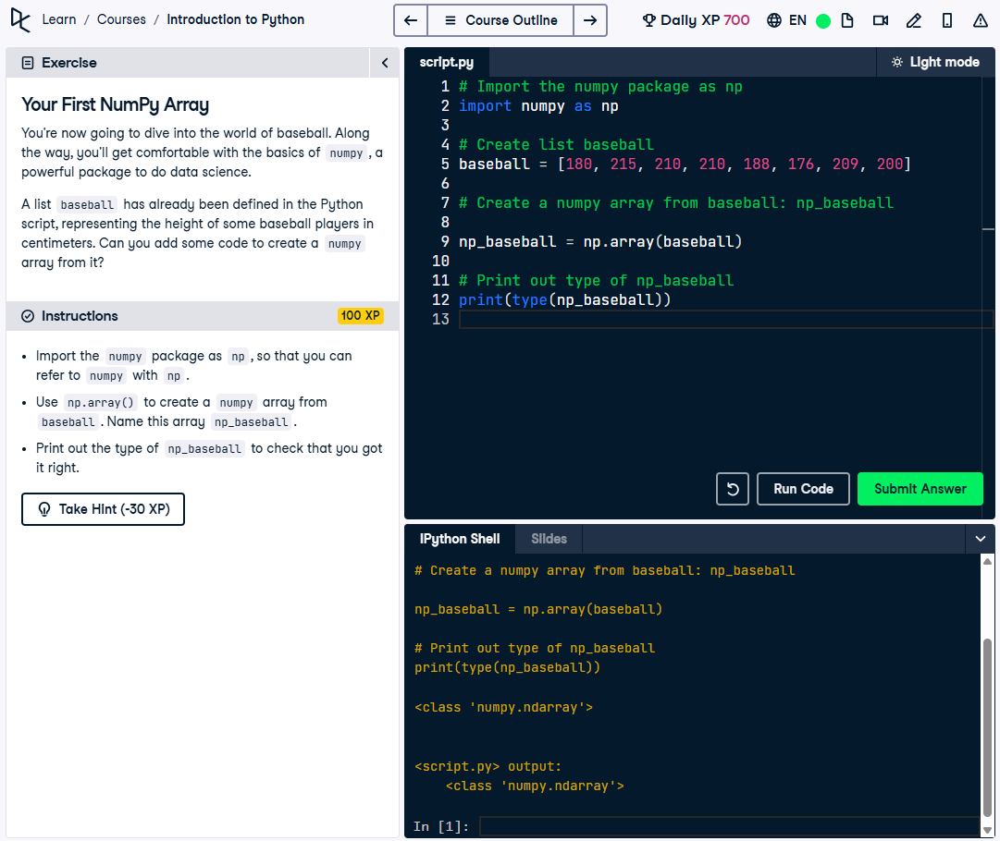 Learn / Courses / Introduction to Python
Course Outline
Daily XP 700
EN
Exercise
Your First NumPy Array
You're now going to dive into the world of baseball. Along
the way, you'll get comfortable with the basics of numpy, a
powerful package to do data science.
A list baseball has already been defined in the Python
script, representing the height of some baseball players in
centimeters. Can you add some code to create a numpy
array from it?
Instructions
100 XP
• Import the numpy package as np, so that you can
refer to numpy with np.
• Use np.array() to create a numpy array from
baseball. Name this array np_baseball.
• Print out the type of np_baseball to check that you got
it right.
Take Hint (-30 XP)
script.py
Light mode
1 # Import the numpy package as np
2 import numpy as np
3
4 # Create list baseball
5 baseball = [180, 215, 210, 210, 188, 176, 209, 200]
6
7 # Create a numpy array from baseball: np_baseball
8
9 np_baseball = np.array(baseball)
10
11 # Print out type of np_baseball
12 print(type(np_baseball))
13
Run Code
Submit Answer
IPython Shell
Slides
# Create a numpy array from baseball: np_baseball
np_baseball = np.array(baseball)
# Print out type of np_baseball
print(type(np_baseball))
<class 'numpy.ndarray'>
<script.py> output:
<class 'numpy.ndarray'>
In [1]: